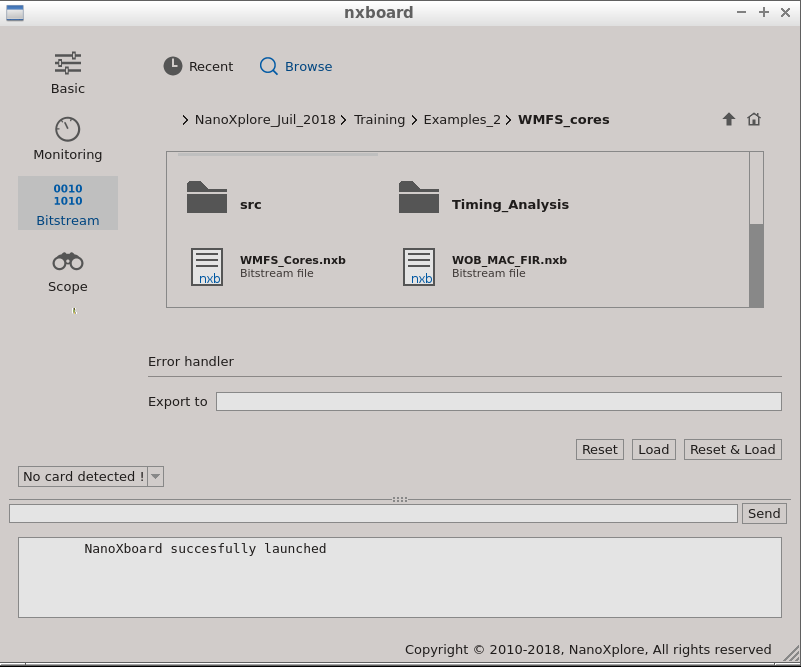 nxboard
Recent
Browse
Basic
NanoXplore_Juil_2018 Training Examples_2 WMFS_cores
Monitoring
0010
1010
Bitstream
src
Timing_Analysis
WMFS_Cores.nxb
Bitstream file
nxb
WOB_MAC_FIR.nxb
Bitstream file
nxb
Scope
Error handler
Export to
Reset
Load
Reset & Load
No card detected !
Send
NanoXboard succesfully launched
Copyright © 2010-2018, NanoXplore, All rights reserved